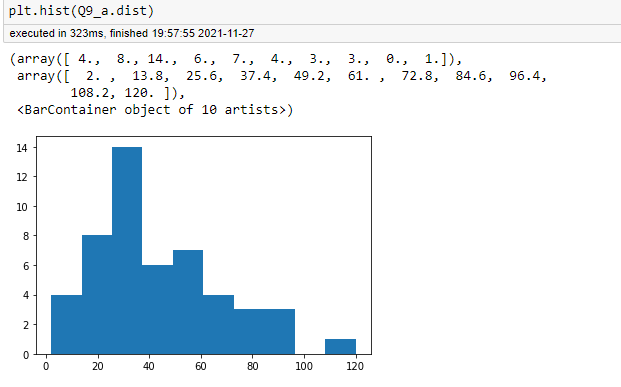 plt.hist(Q9_a.dist)
executed in 323ms, finished 19:57:55 2021-11-27
(array([ 4.,  8., 14.,  6.,  7.,  4.,  3.,  3.,  0.,  1.]),
 array([  2. ,  13.8,  25.6,  37.4,  49.2,  61. ,  72.8,  84.6,  96.4,
        108.2, 120. ]),
 <BarContainer object of 10 artists>)
14
12
10
8
6
4
2
0
0 20 40 60 80 100 120